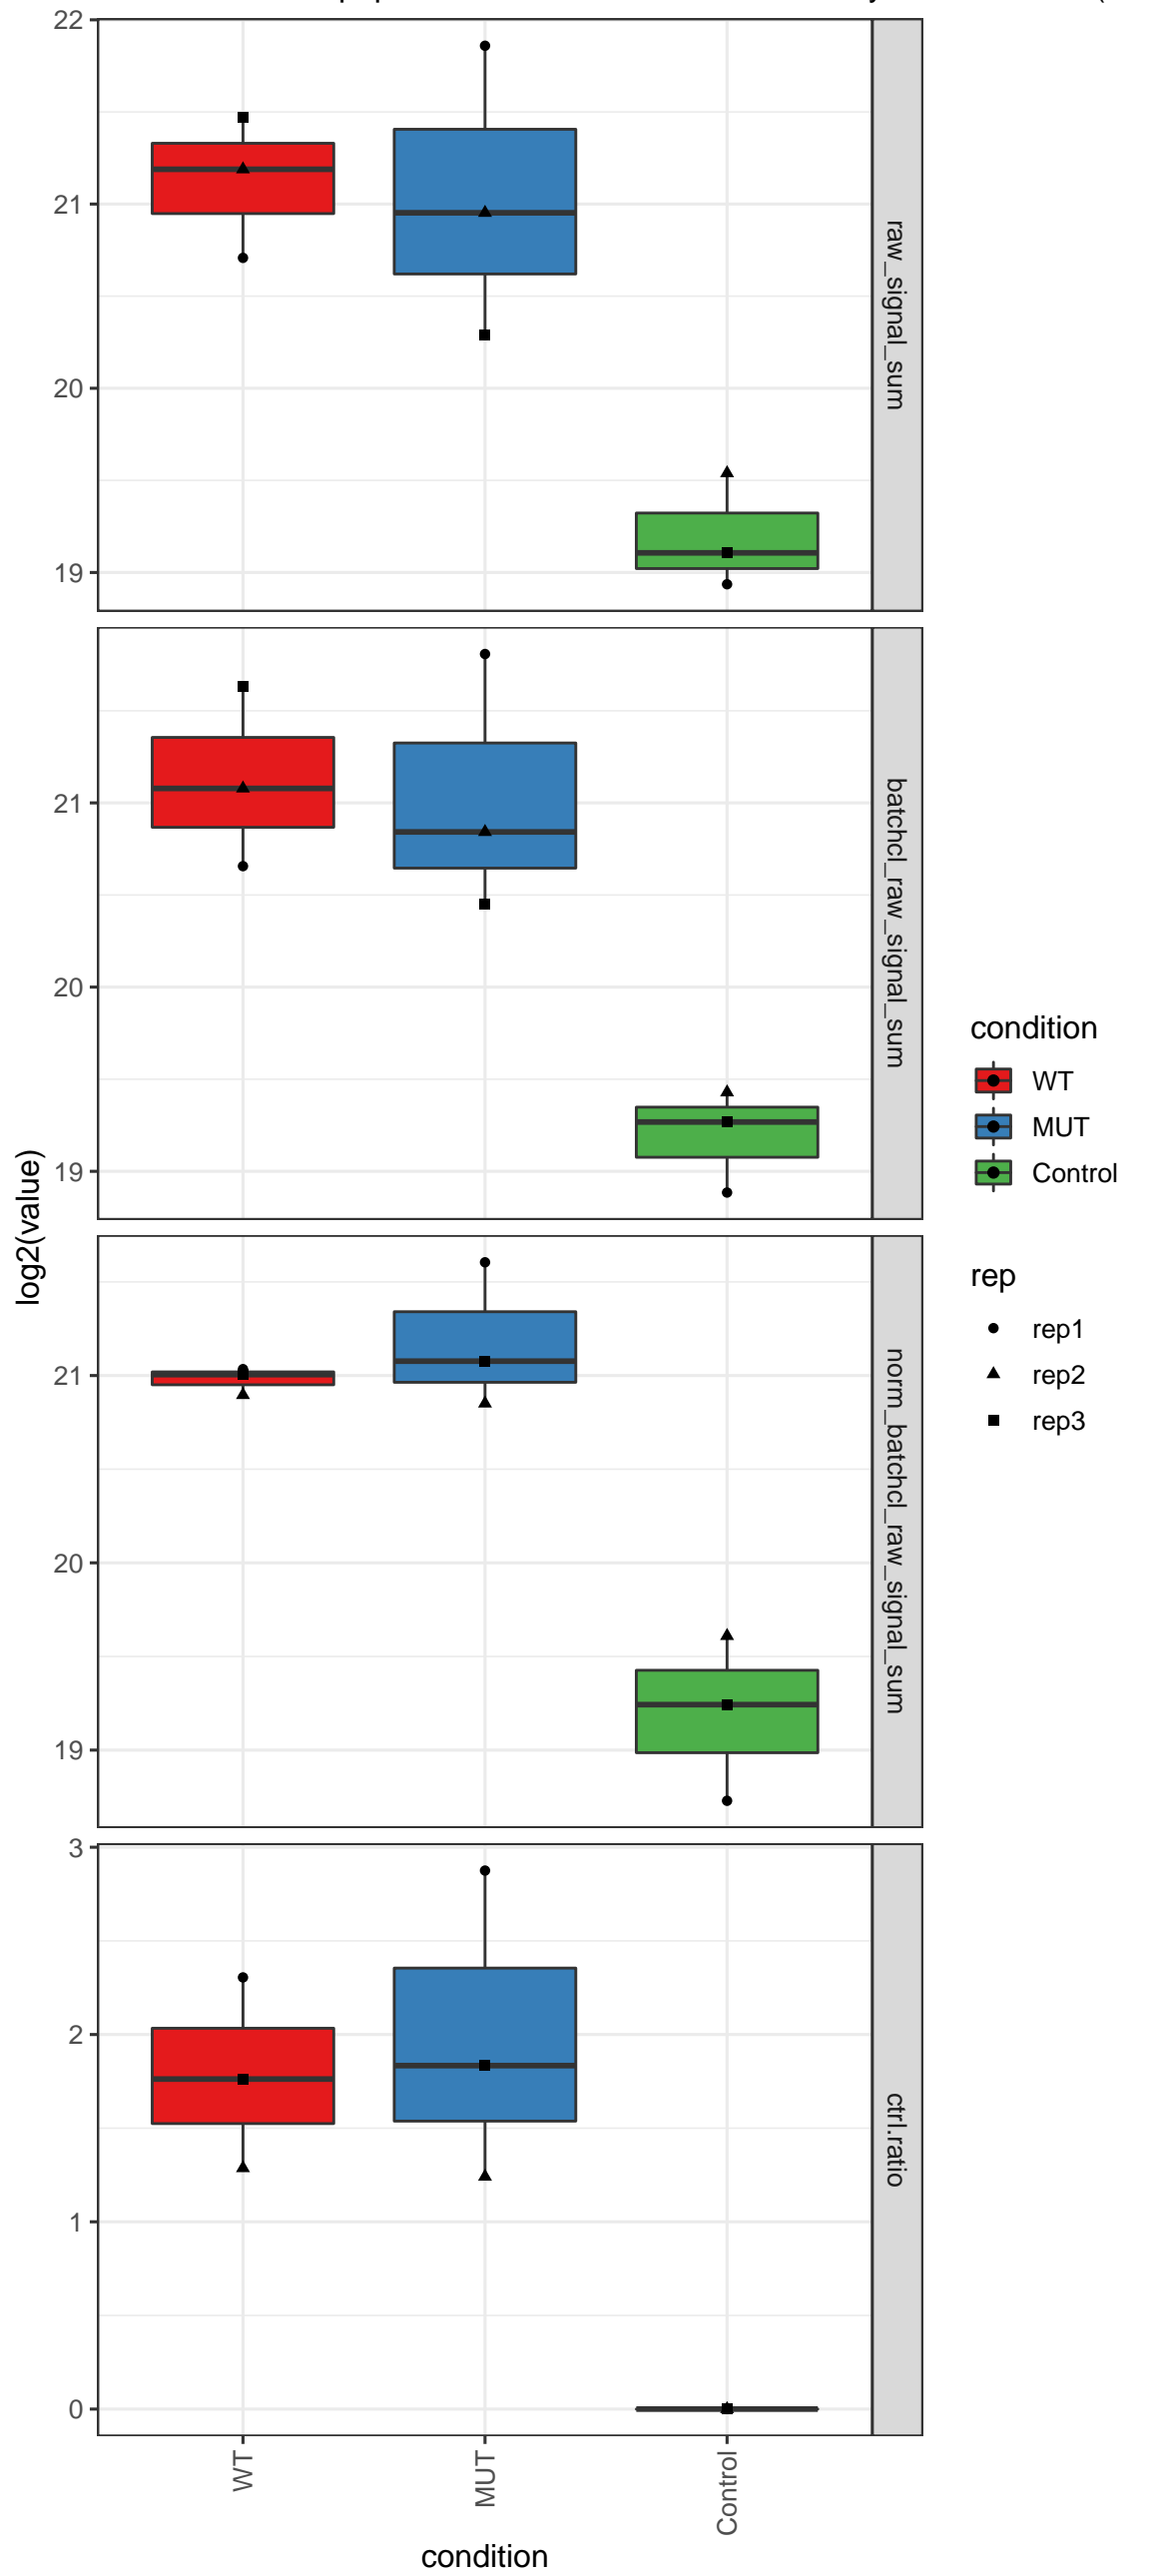 22
21
20
19
raw_signal_sum
21
20
19
batchcl_raw_signal_sum
21
20
19
norm_batchcl_raw_signal_sum
3
2
1
0
ctrl.ratio
log2(value)
WT
MUT
Control
condition
condition
WT
MUT
Control
rep
rep1
rep2
rep3